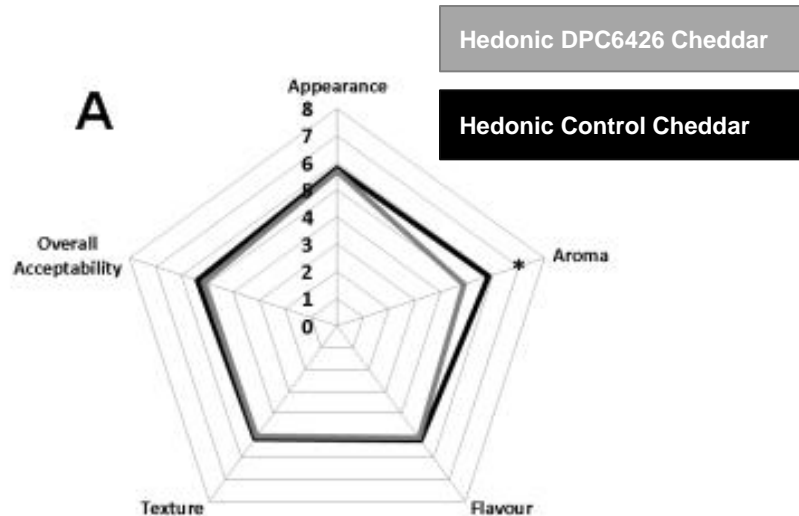 Hedonic DPC6426 Cheddar
Hedonic Control Cheddar
A
Appearance
8
7
6
5
4
3
2
1
0
Aroma
*
Flavour
Texture
Overall
Acceptability